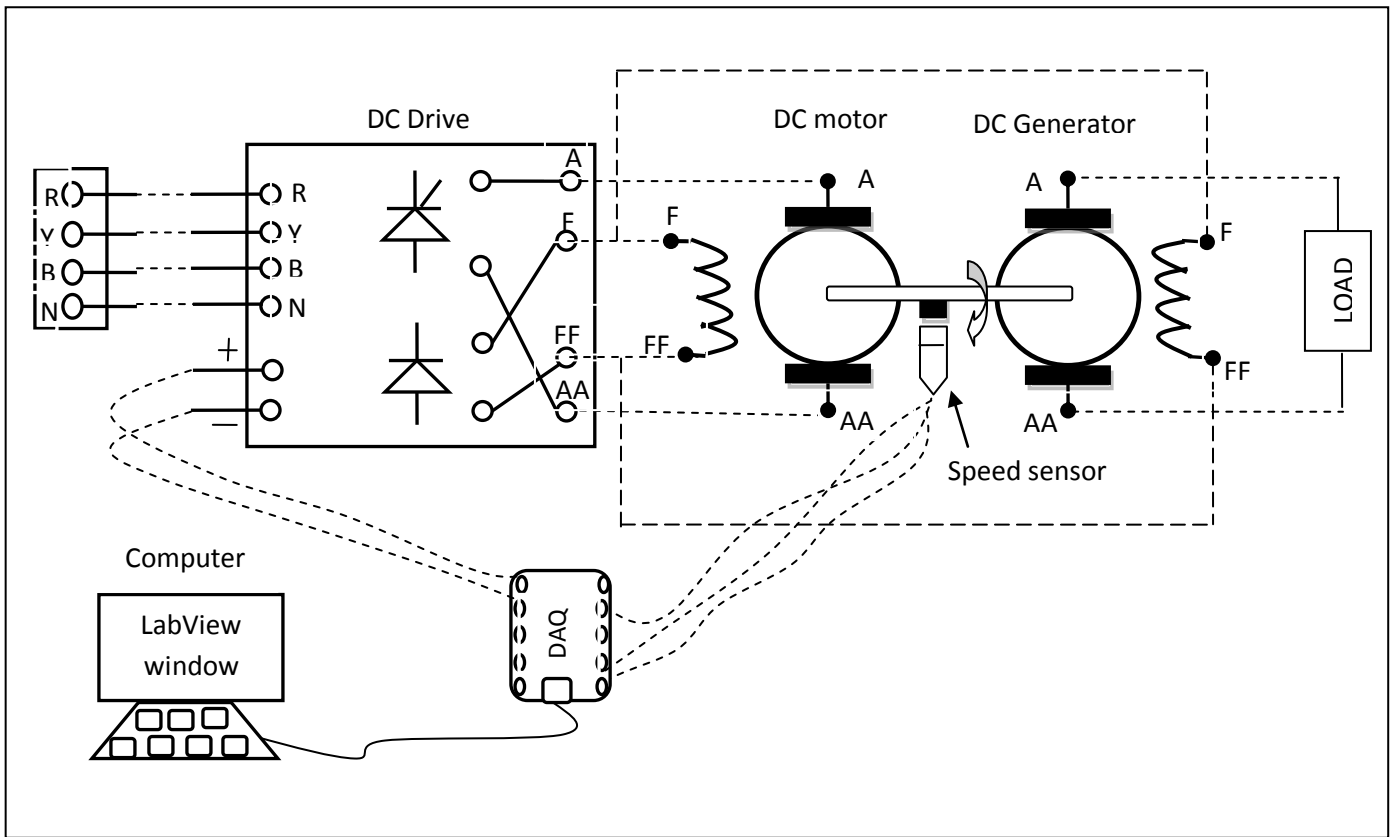 DC Drive
DC motor
DC Generator
R
Y
B
N
R
Y
B
N
+
—
A
F
FF
AA
F
FF
A
AA
A
AA
F
FF
LOAD
Speed sensor
Computer
LabView
window
DAQ